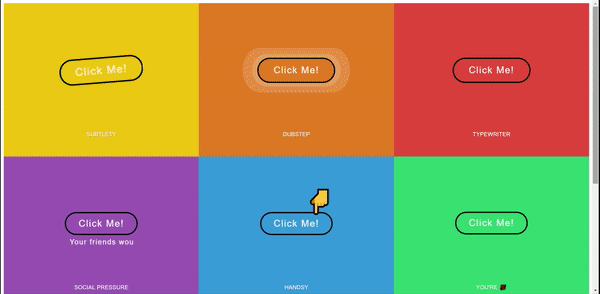 Click Me!
Click Me!
Click Me!
SUBTLETY
DUBSTEP
TYPEWRITER
Click Me!
Click Me!
Click Me!
Your friends wou
SOCIAL PRESSURE
HANDSY
YOU'RE